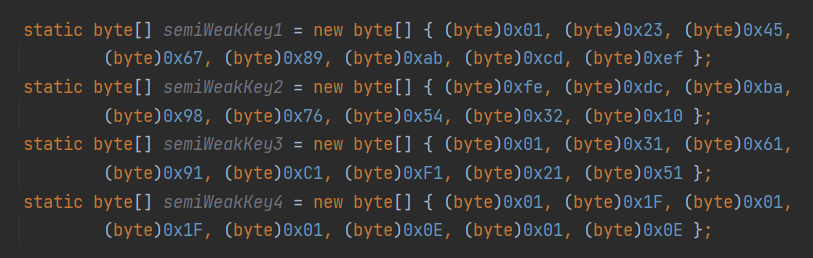 static byte[] semiWeakKey1 = new byte[] { (byte)0x01, (byte)0x23, (byte)0x45,
(byte)0x67, (byte)0x89, (byte)0xab, (byte)0xcd, (byte)0xef };
static byte[] semiWeakKey2 = new byte[] { (byte)0xfe, (byte)0xdc, (byte)0xba,
(byte)0x98, (byte)0x76, (byte)0x54, (byte)0x32, (byte)0x10 };
static byte[] semiWeakKey3 = new byte[] { (byte)0x01, (byte)0x31, (byte)0x61,
(byte)0x91, (byte)0xC1, (byte)0xF1, (byte)0x21, (byte)0x51 };
static byte[] semiWeakKey4 = new byte[] { (byte)0x01, (byte)0x1F, (byte)0x01,
(byte)0x1F, (byte)0x01, (byte)0x0E, (byte)0x01, (byte)0x0E };